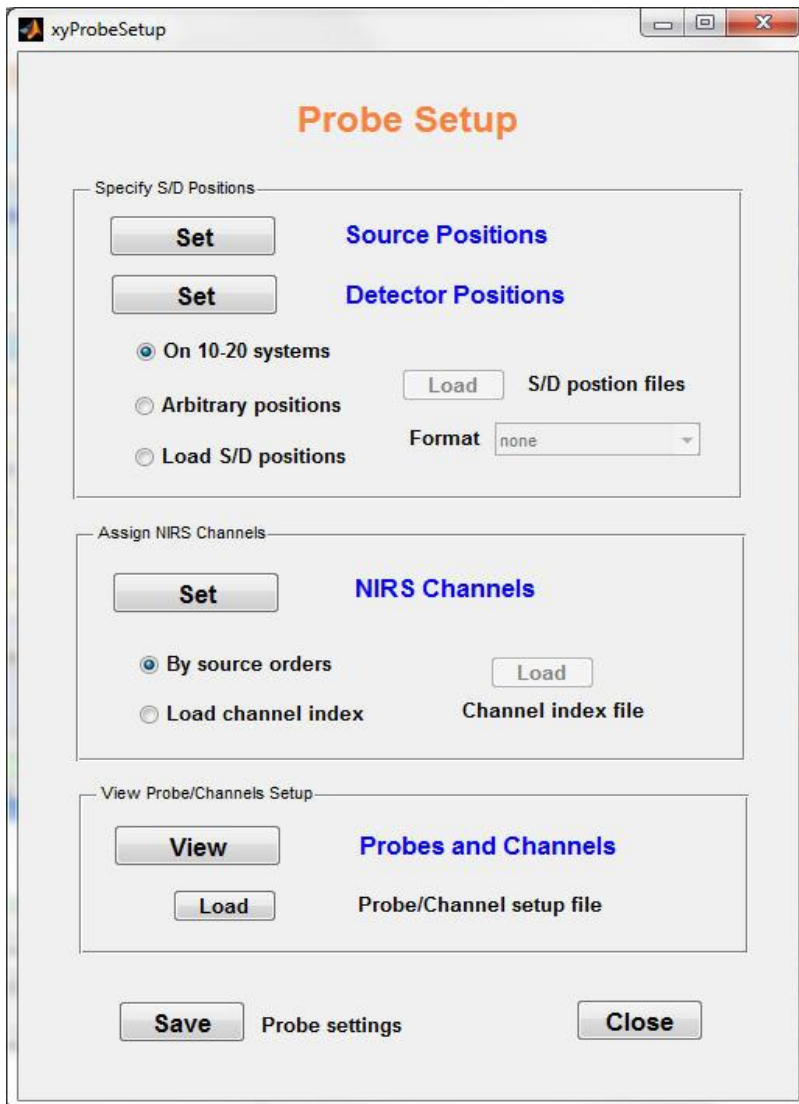 xyProbeSetup
Probe Setup
Specify S/D Positions
Set Source Positions
Set Detector Positions
On 10-20 systems
Load S/D postion files
Arbitrary positions
Format none
Load S/D positions
Assign NIRS Channels
Set NIRS Channels
By source orders
Load
Load channel index
Channel index file
View Probe/Channels Setup
View Probes and Channels
Load Probe/Channel setup file
Save Probe settings
Close